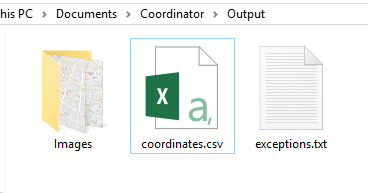 his PC > Documents > Coordinator > Output
X
a,
Images
coordinates.csv
exceptions.txt